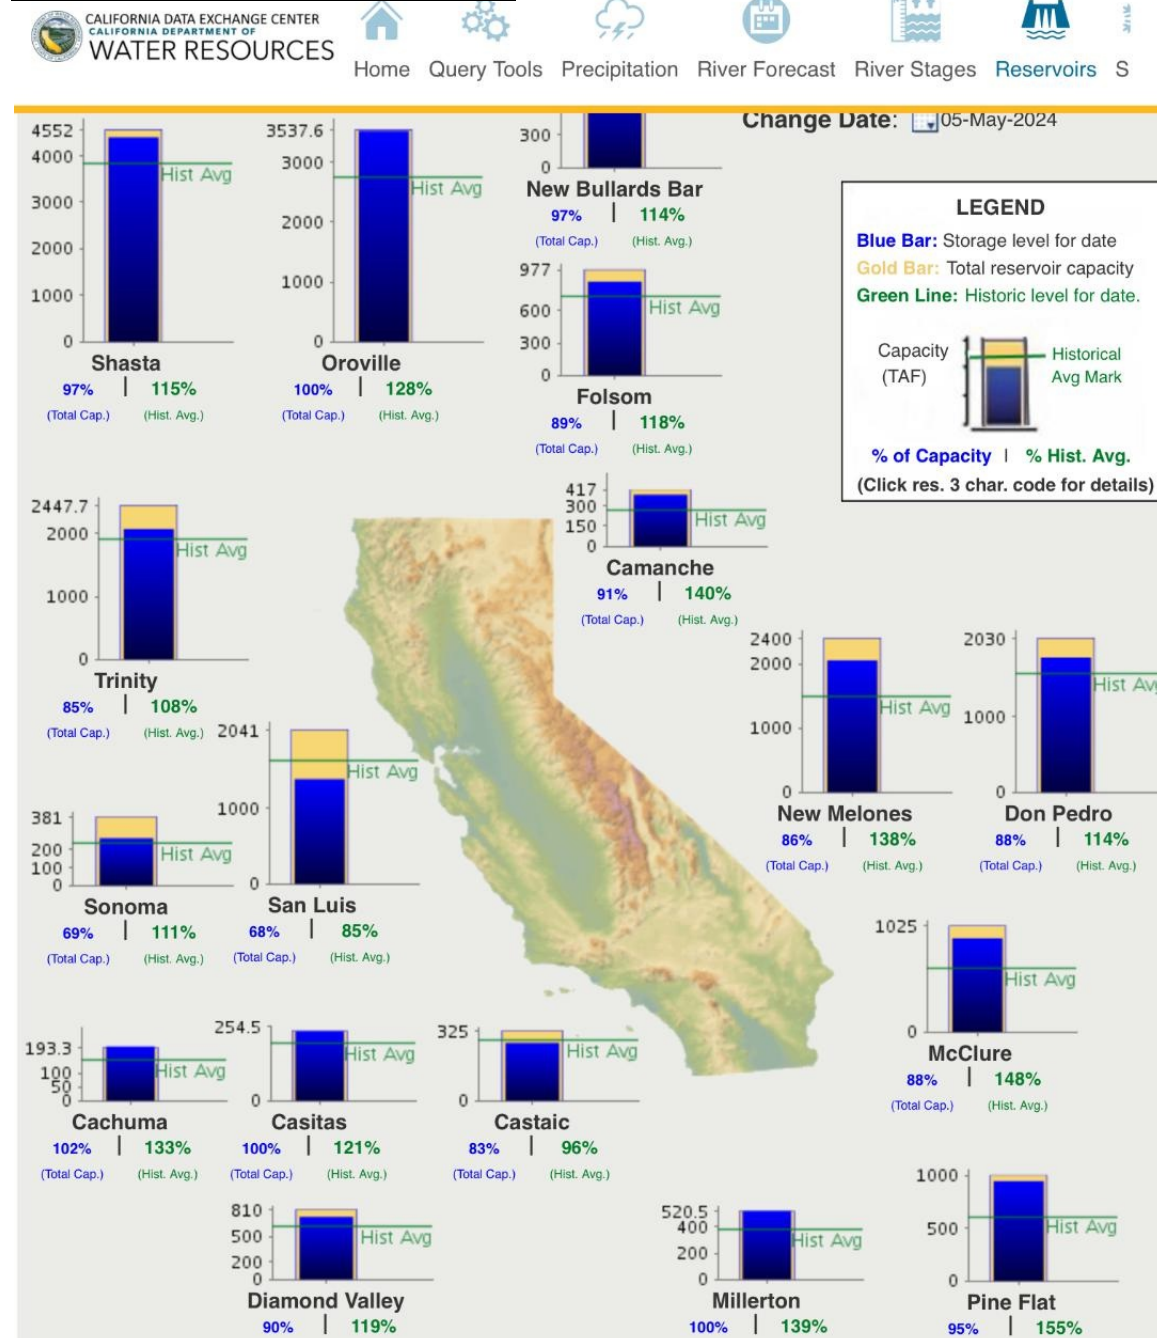 CALIFORNIA DATA EXCHANGE CENTER
CALIFORNIA DEPARTMENT OF
WATER RESOURCES
Home Query Tools Precipitation River Forecast River Stages Reservoirs S
Change Date: 05-May-2024
4552
4000
3000
2000
1000
0
Hist Avg
Shasta
97% | 115%
(Total Cap.) (Hist. Avg.)
3537.6
3000
2000
1000
0
Hist Avg
Oroville
100% | 128%
(Total Cap.) (Hist. Avg.)
300
0
New Bullards Bar
97% | 114%
(Total Cap.) (Hist. Avg.)
977
600
300
0
Hist Avg
Folsom
89% | 118%
(Total Cap.) (Hist. Avg.)
LEGEND
Blue Bar: Storage level for date
Gold Bar: Total reservoir capacity
Green Line: Historic level for date.
Capacity
(TAF)
Historical
Avg Mark
% of Capacity | % Hist. Avg.
(Click res. 3 char. code for details)
2447.7
2000
1000
0
Hist Avg
Trinity
85% | 108%
(Total Cap.) (Hist. Avg.)
417
300
150
0
Hist Avg
Camanche
91% | 140%
(Total Cap.) (Hist. Avg.)
2400
2000
1000
0
Hist Avg
New Melones
86% | 138%
(Total Cap.) (Hist. Avg.)
2030
1000
0
Hist Avg
Don Pedro
88% | 114%
(Total Cap.) (Hist. Avg.)
381
200
100
0
Hist Avg
Sonoma
69% | 111%
(Total Cap.) (Hist. Avg.)
2041
1000
0
Hist Avg
San Luis
68% | 85%
(Total Cap.) (Hist. Avg.)
1025
0
Hist Avg
McClure
88% | 148%
(Total Cap.) (Hist. Avg.)
193.3
100
50
0
Hist Avg
Cachuma
102% | 133%
(Total Cap.) (Hist. Avg.)
254.5
0
Hist Avg
Casitas
100% | 121%
(Total Cap.) (Hist. Avg.)
325
0
Hist Avg
Castaic
83% | 96%
(Total Cap.) (Hist. Avg.)
810
500
200
0
Hist Avg
Diamond Valley
90% | 119%
520.5
400
200
0
Hist Avg
Millerton
100% | 139%
1000
500
0
Hist Avg
Pine Flat
95% | 155%